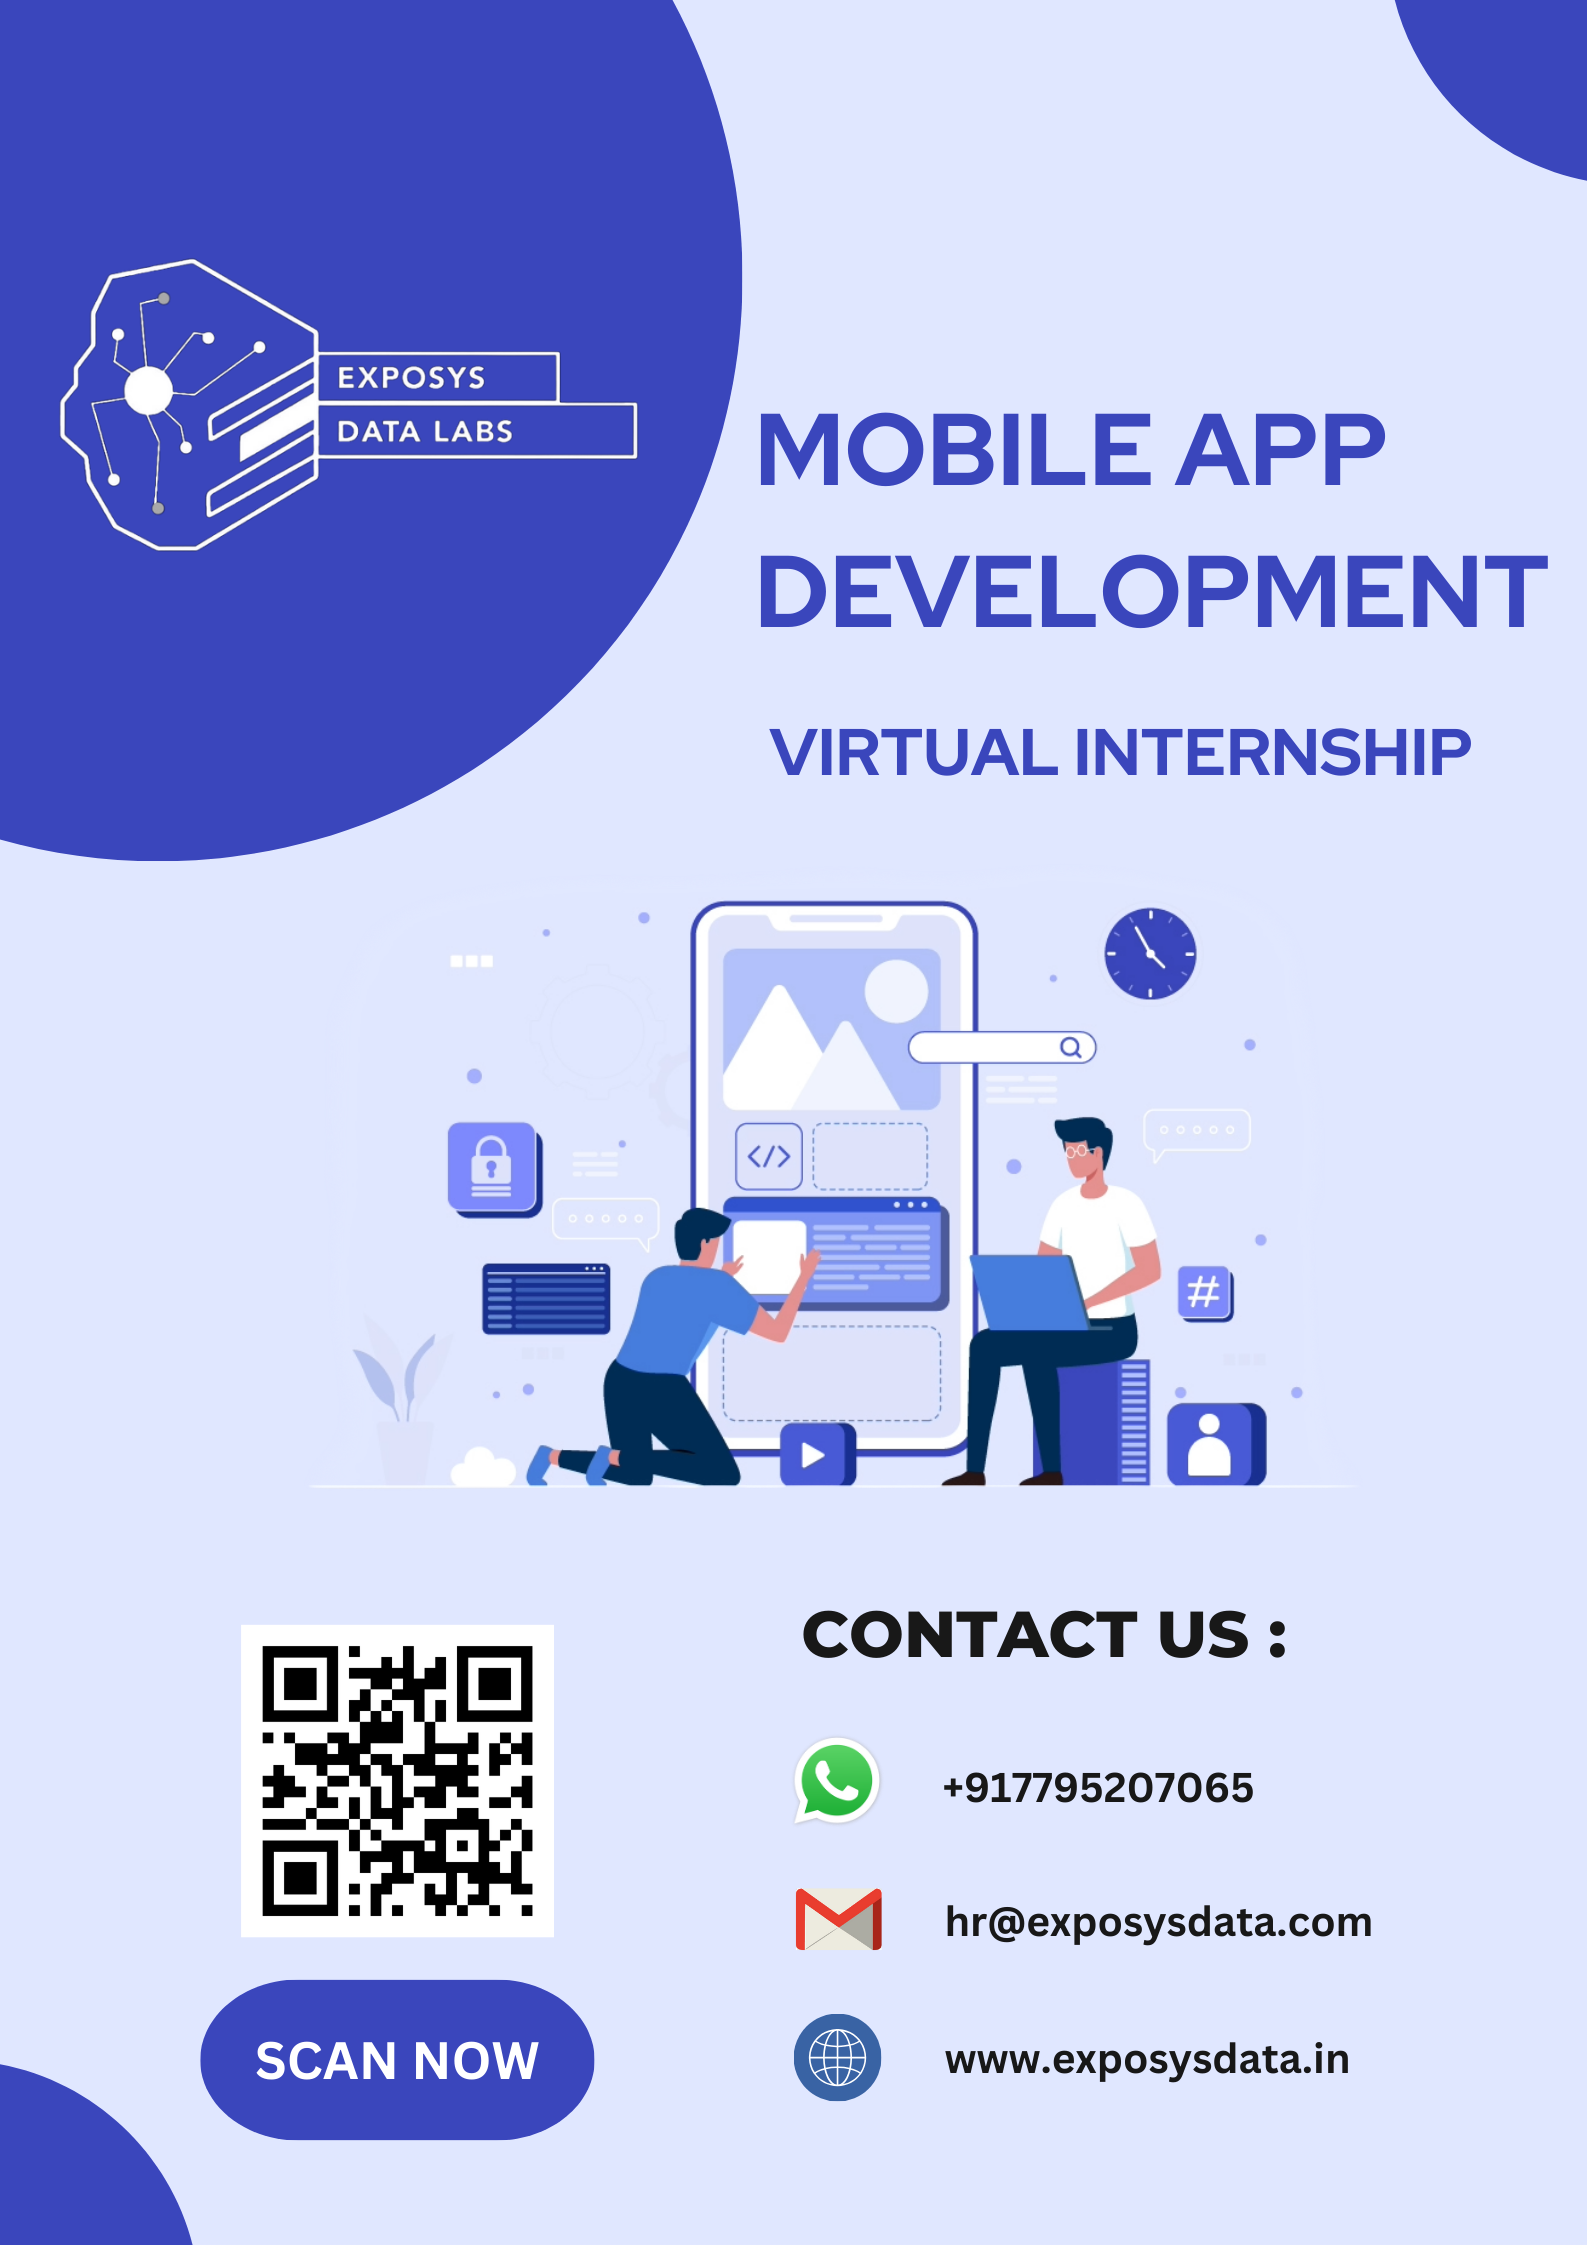 EXPOSYS
DATA LABS
MOBILE APP
DEVELOPMENT
VIRTUAL INTERNSHIP
</>
#
CONTACT US :
+917795207065
hr@exposysdata.com
www.exposysdata.in
SCAN NOW